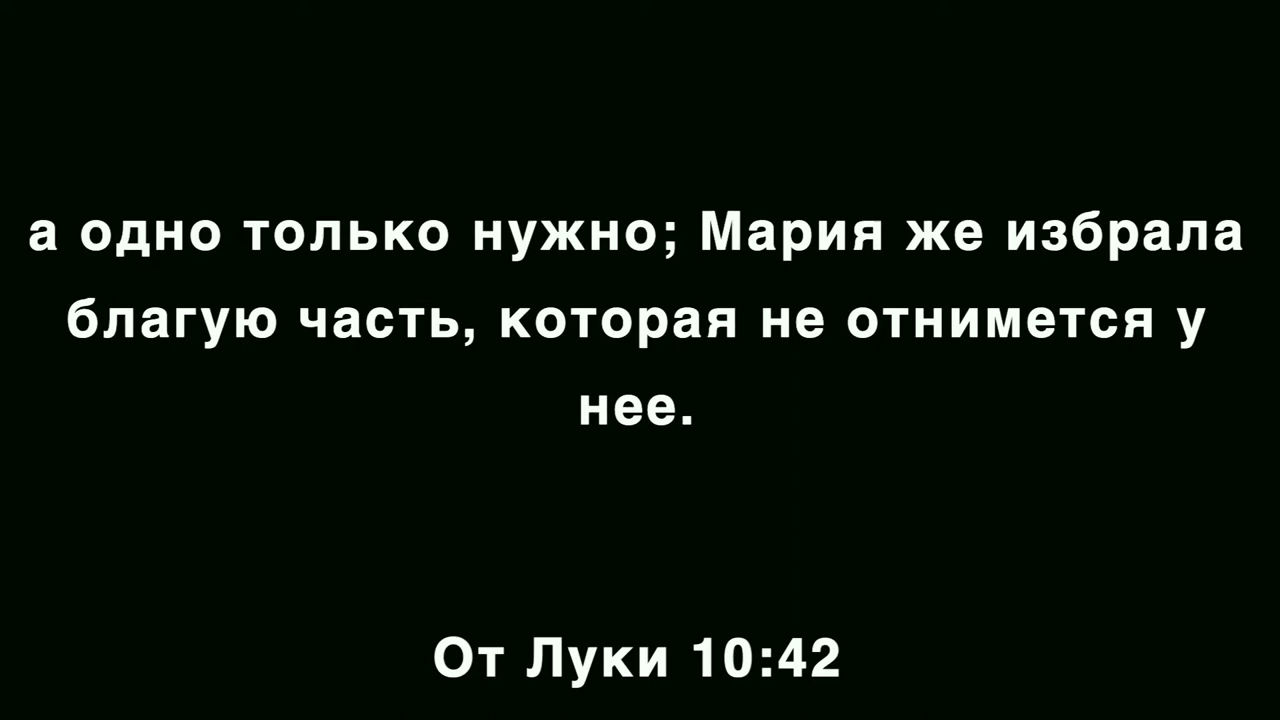 а одно только нужно; Мария же избрала
благую часть, которая не отнимется у
нее.
От Луки 10:42